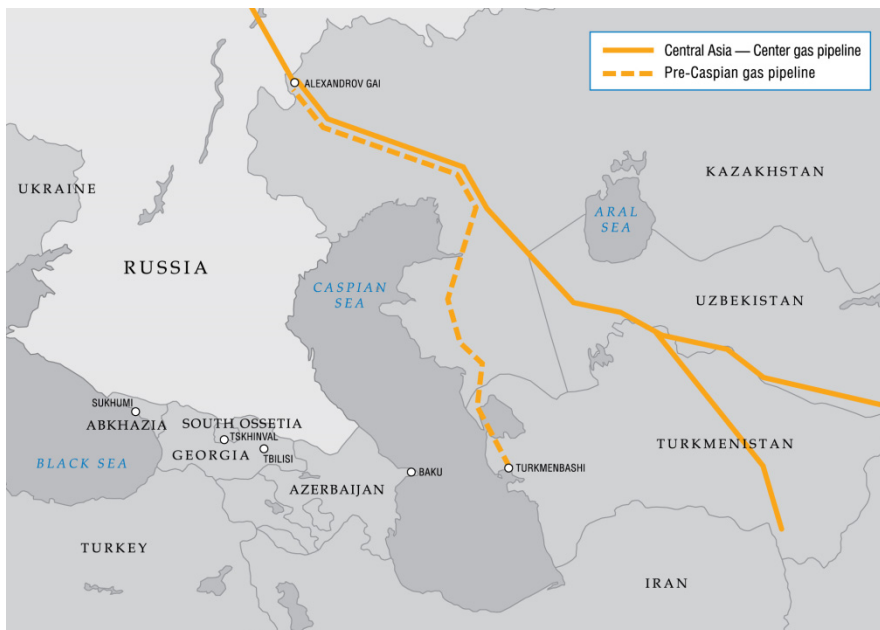 Central Asia — Center gas pipeline
Pre-Caspian gas pipeline
ALEXANDROV GAI
KAZAKHSTAN
UKRAINE
ARAL
SEA
RUSSIA
CASPIAN
SEA
UZBEKISTAN
SUKHUMI
ABKHAZIA
SOUTH OSSETIA
TSKHINVAL
GEORGIA
TBILISI
TURKMENISTAN
BLACK SEA
BAKU
TURKMENBASHI
AZERBAIJAN
TURKEY
IRAN